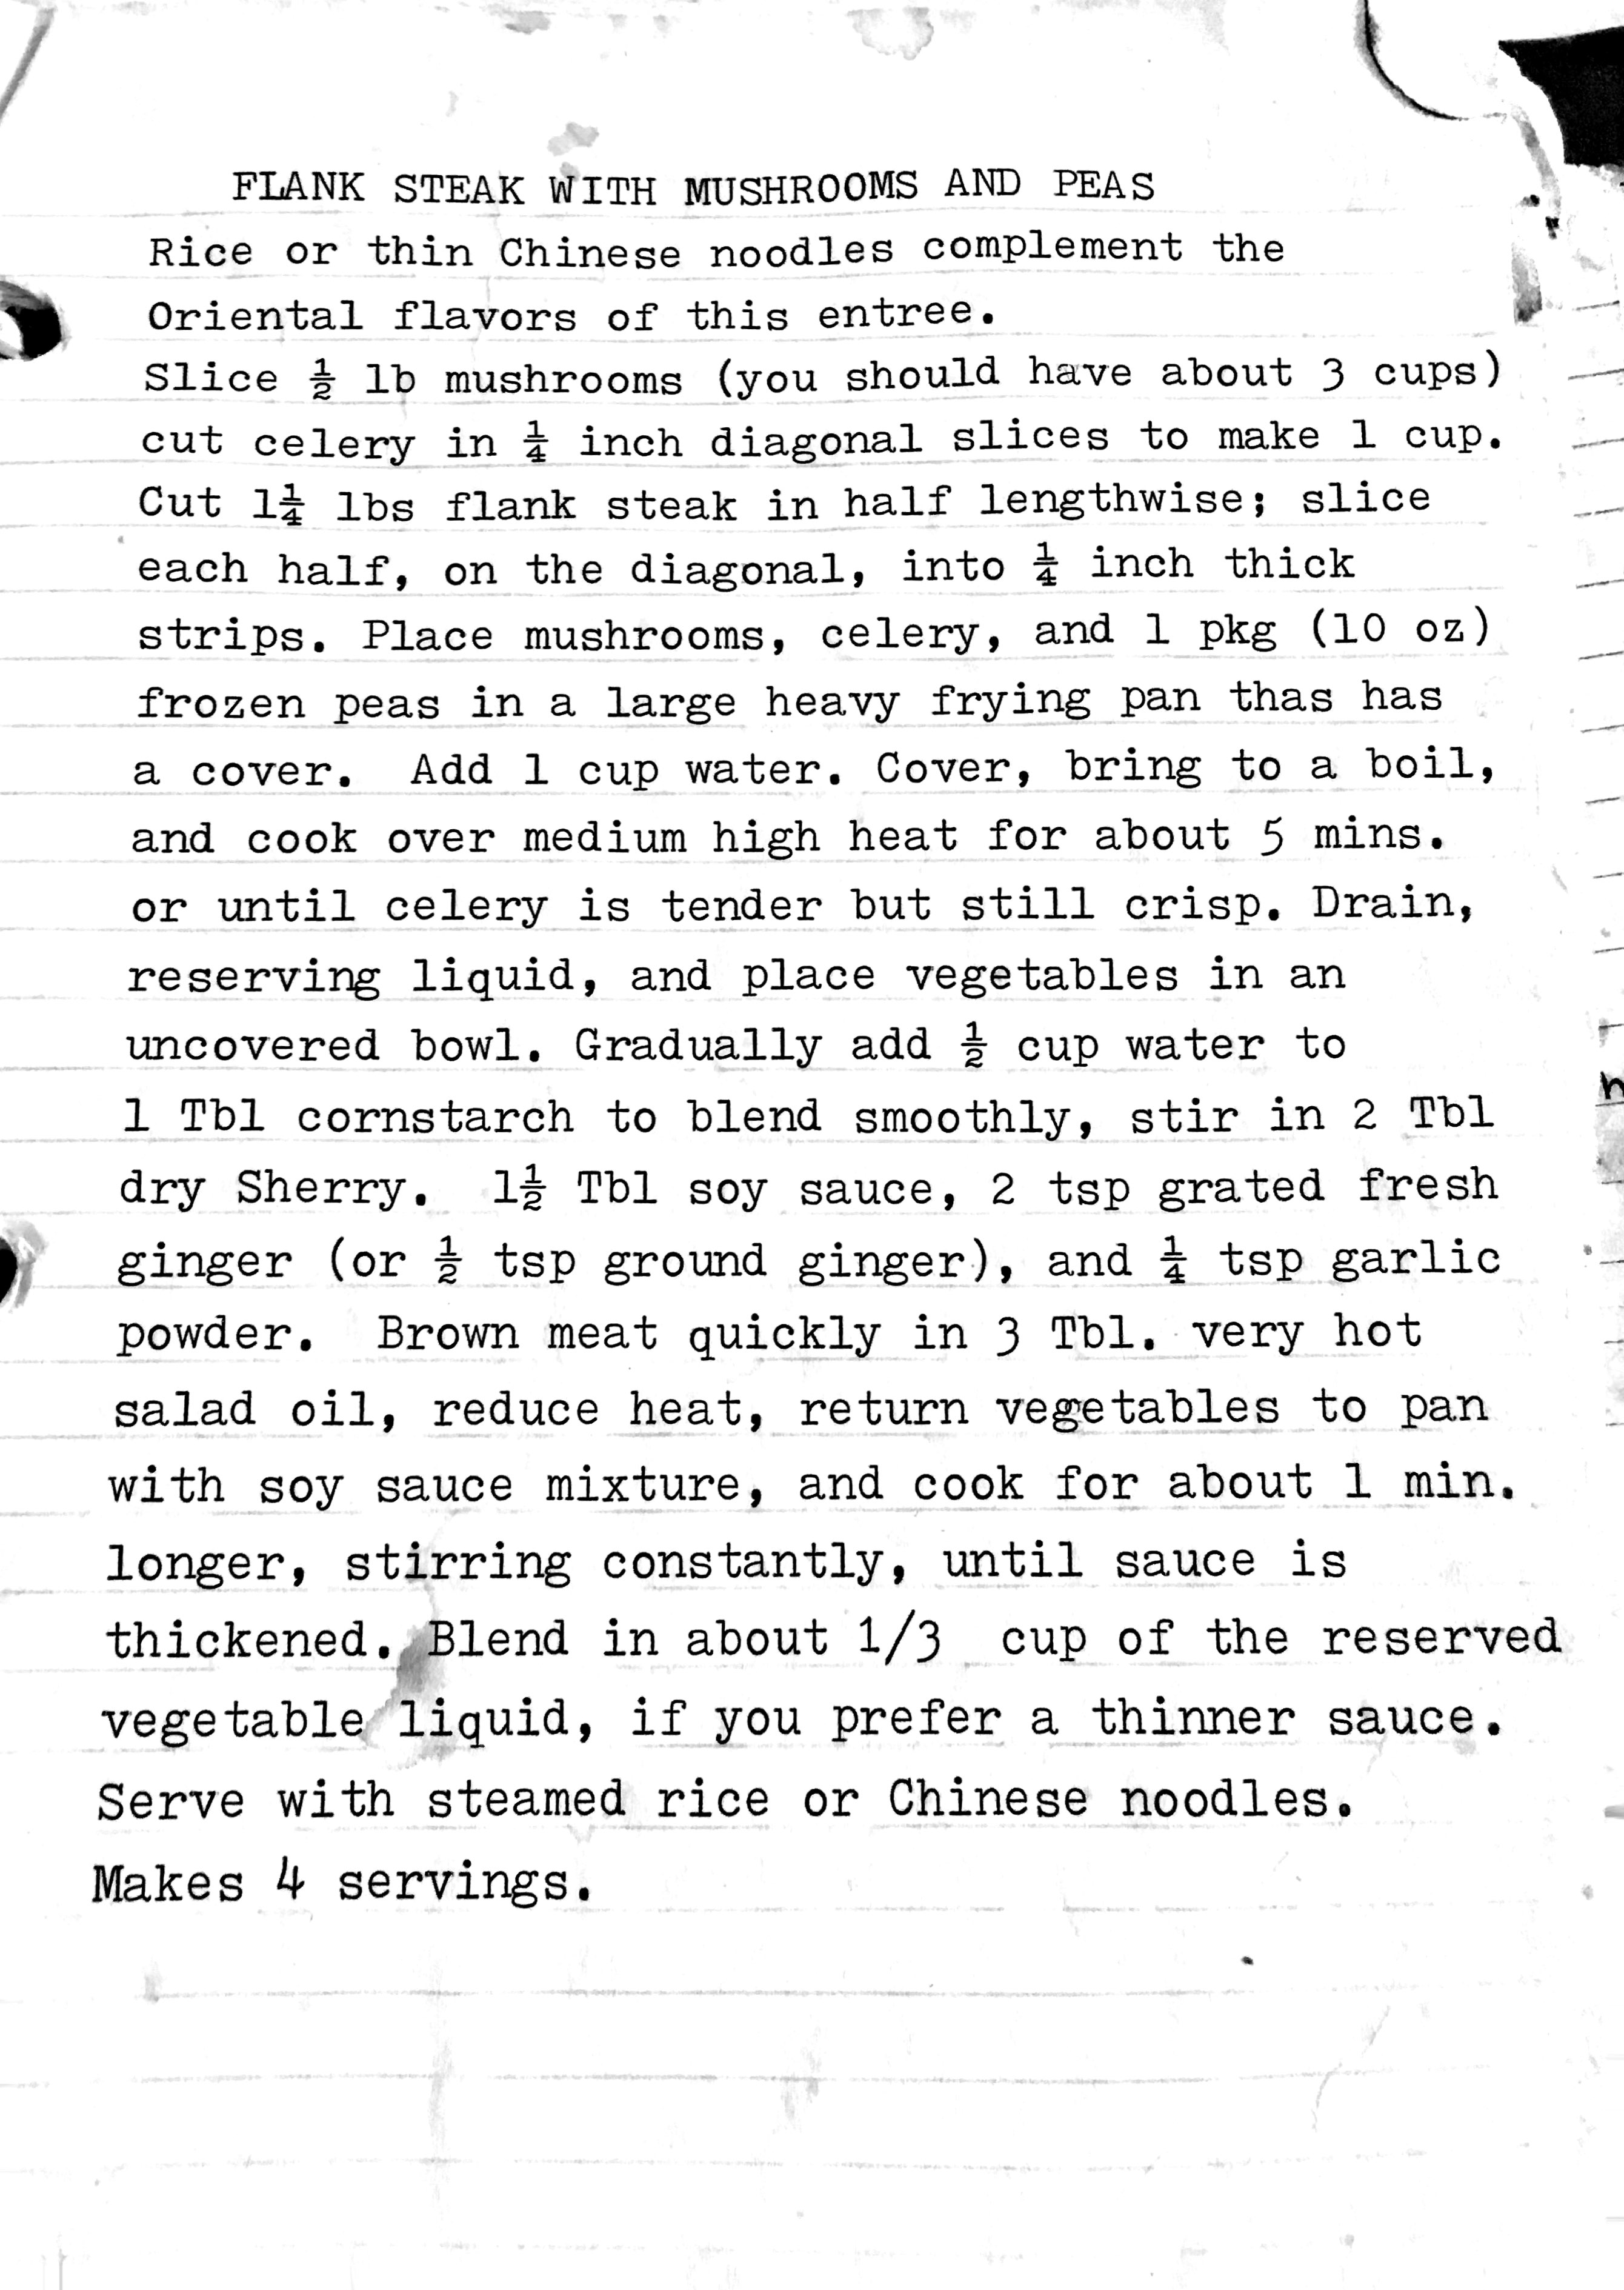 FLANK STEAK WITH MUSHROOMS AND PEAS
Rice or thin Chinese noodles complement the
Oriental flavors of this entree.
Slice ½ lb mushrooms (you should have about 3 cups)
cut celery in ¼ inch diagonal slices to make 1 cup.
Cut 1¼ lbs flank steak in half lengthwise; slice
each half, on the diagonal, into ¼ inch thick
strips. Place mushrooms, celery, and 1 pkg (10 oz)
frozen peas in a large heavy frying pan thas has
a cover. Add 1 cup water. Cover, bring to a boil,
and cook over medium high heat for about 5 mins.
or until celery is tender but still crisp. Drain,
reserving liquid, and place vegetables in an
uncovered bowl. Gradually add ½ cup water to
1 Tbl cornstarch to blend smoothly, stir in 2 Tbl
dry Sherry. 1½ Tbl soy sauce, 2 tsp grated fresh
ginger (or ½ tsp ground ginger), and ¼ tsp garlic
powder. Brown meat quickly in 3 Tbl. very hot
salad oil, reduce heat, return vegetables to pan
with soy sauce mixture, and cook for about 1 min.
longer, stirring constantly, until sauce is
thickened. Blend in about 1/3 cup of the reserved
vegetable liquid, if you prefer a thinner sauce.
Serve with steamed rice or Chinese noodles.
Makes 4 servings.